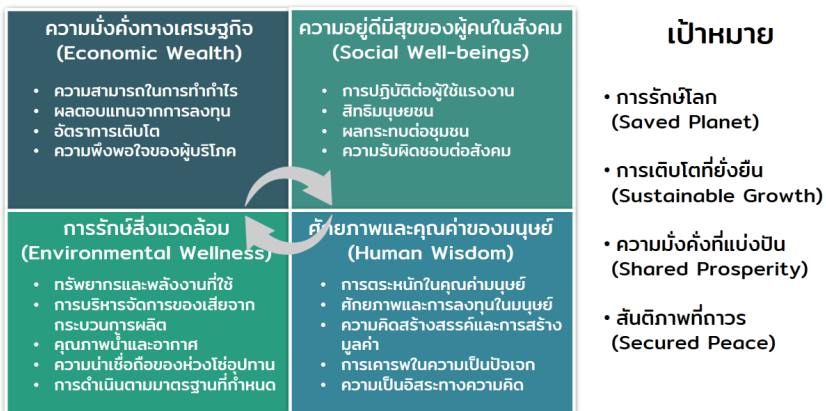 ความมั่งคั่งทางเศรษฐกิจ
(Economic Wealth)
• ความสามารถในการทำกำไร
• ผลตอบแทนจากการลงทุน
• อัตราการเติบโต
• ความพึงพอใจของผู้บริโภค
ความอยู่ดีมีสุขของผู้คนในสังคม
(Social Well-beings)
• การปฏิบัติต่อผู้ใช้แรงงาน
• สิทธิมนุษยชน
• ผลกระทบต่อชุมชน
• ความรับผิดชอบต่อสังคม
การรักษ์สิ่งแวดล้อม
(Environmental Wellness)
• ทรัพยากรและพลังงานที่ใช้
• การบริหารจัดการของเสียจาก
กระบวนการผลิต
• คุณภาพน้ำและอากาศ
• ความน่าเชื่อถือของห่วงโซ่อุปทาน
• การดำเนินตามมาตรฐานที่กำหนด
ศักยภาพและคุณค่าของมนุษย์
(Human Wisdom)
• การตระหนักในคุณค่ามนุษย์
• ศักยภาพและการลงทุนในมนุษย์
• ความคิดสร้างสรรค์และการสร้าง
มูลค่า
• การเคารพในความเป็นปัจเจก
• ความเป็นอิสระทางความคิด
เป้าหมาย
• การรักษ์โลก
(Saved Planet)
• การเติบโตที่ยั่งยืน
(Sustainable Growth)
• ความมั่งคั่งที่แบ่งปัน
(Shared Prosperity)
• สันติภาพที่ถาวร
(Secured Peace)